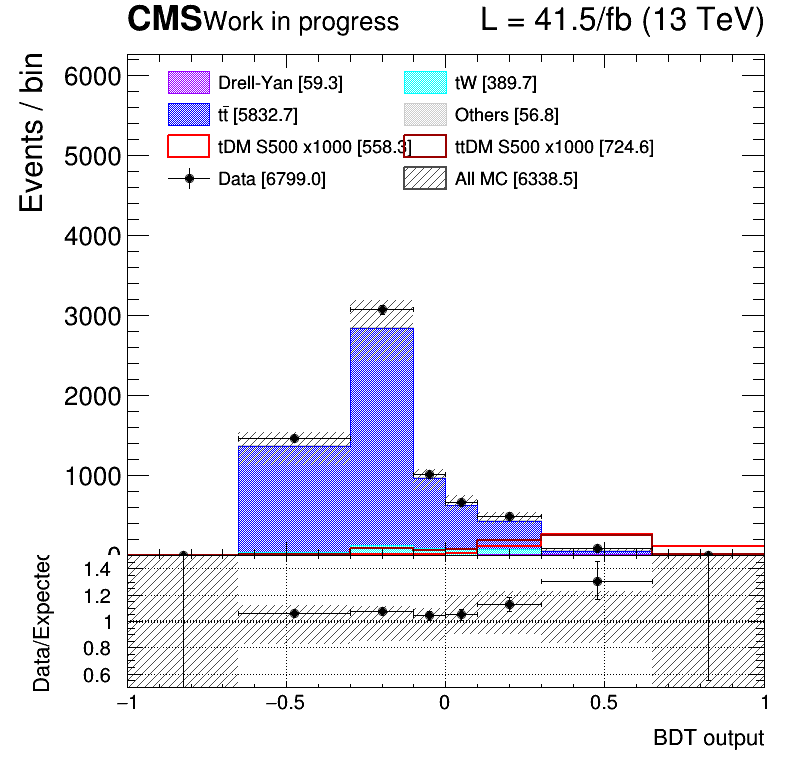 CMS Work in progress L = 41.5/fb (13 TeV)
Events / bin
6000
5000
4000
3000
2000
1000
0
Drell-Yan [59.3] tW [389.7]
tt̄ [5832.7] Others [56.8]
tDM S500 x1000 [558.3] ttDM S500 x1000 [724.6]
Data [6799.0] All MC [6338.5]
Data/Expected
1.4
1.2
1
0.8
0.6
−1 −0.5 0 0.5 1
BDT output